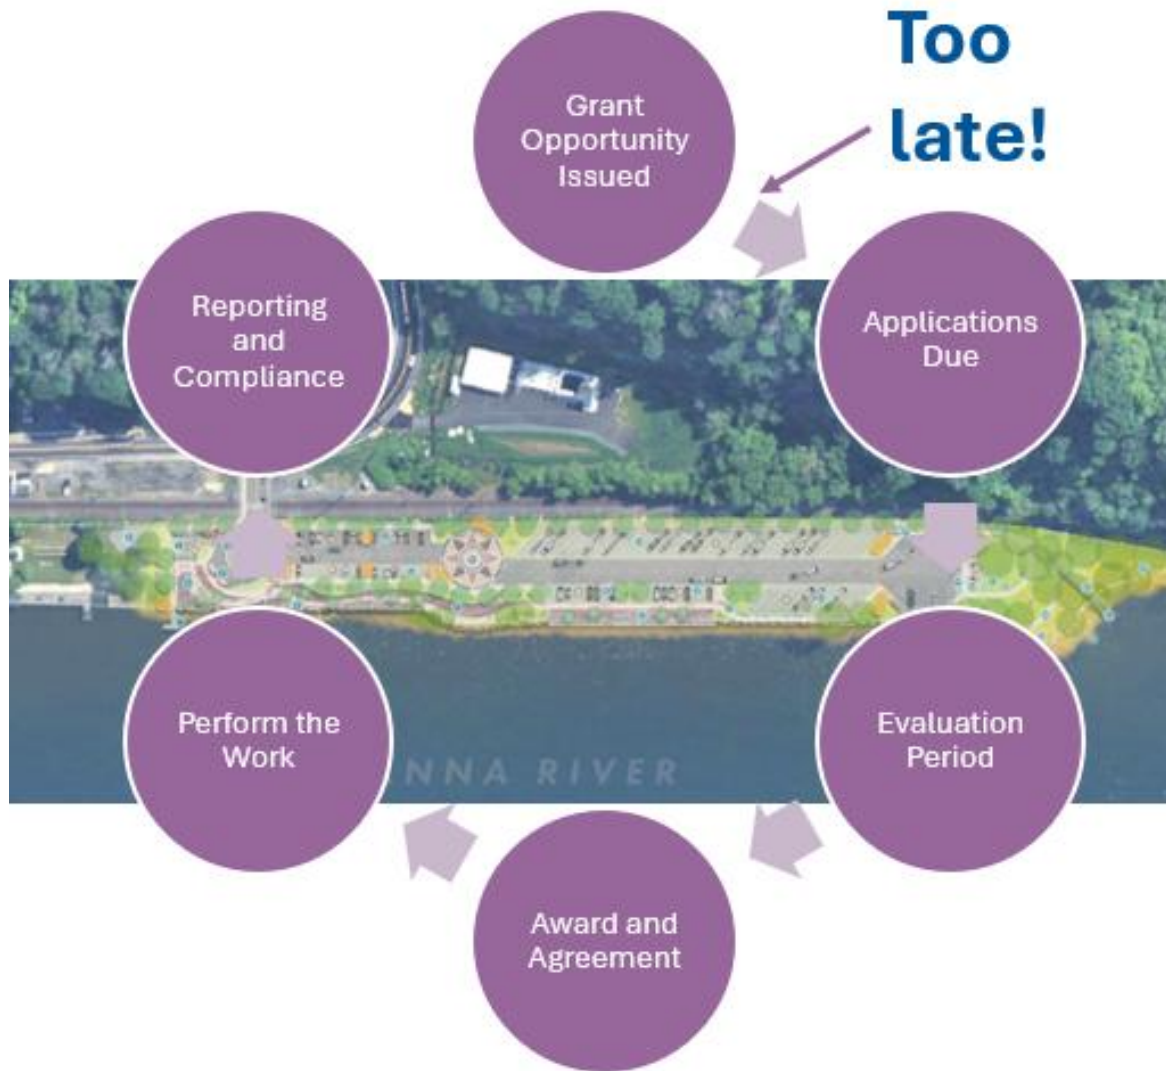 Too
late!
Grant
Opportunity
Issued
Applications
Due
Evaluation
Period
Award and
Agreement
Perform the
Work
Reporting
and
Compliance
NNA RIVER